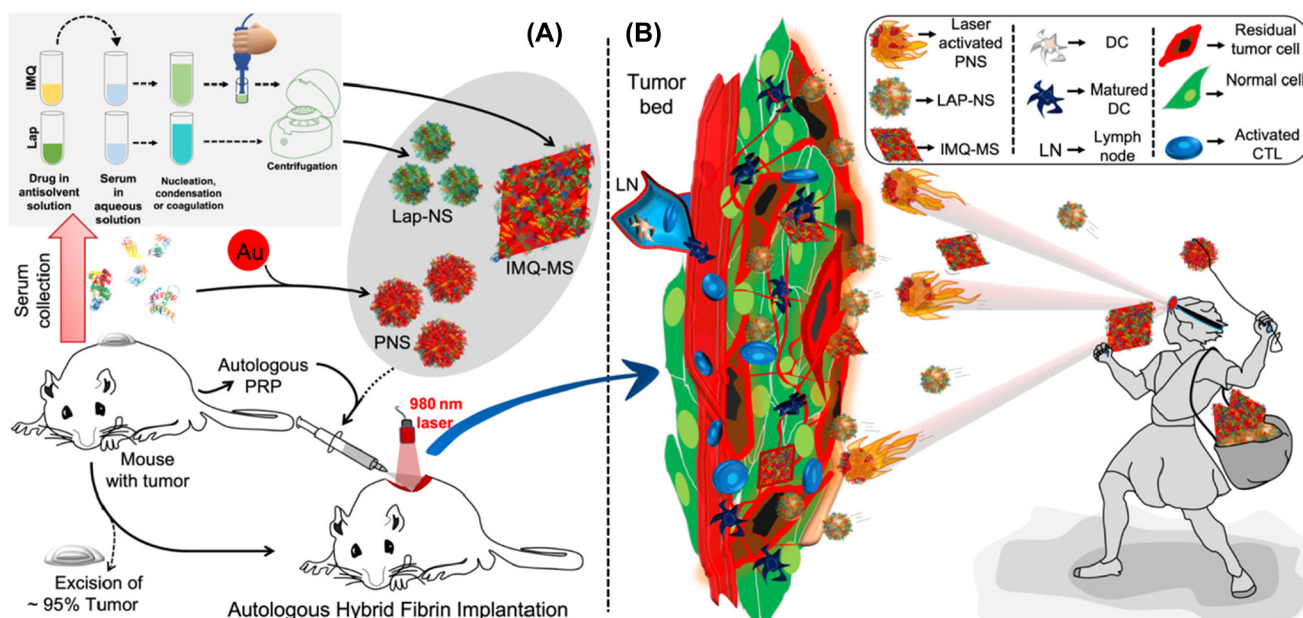 (A)
IMQ
Lap
Drug in
antisolvent
solution
Serum
in
aqueous
solution
Nucleation,
condensation
or coagulation
Centrifugation
Lap-NS
IMQ-MS
PNS
Au
Serum
collection
Autologous
PRP
980 nm
laser
Mouse
with tumor
Excision of
~ 95% Tumor
Autologous Hybrid Fibrin Implantation
(B)
Tumor
bed
LN
Laser
activated
PNS
LAP-NS
IMQ-MS
DC
Matured
DC
LN
Lymph
node
Residual
tumor cell
Normal cell
Activated
CTL